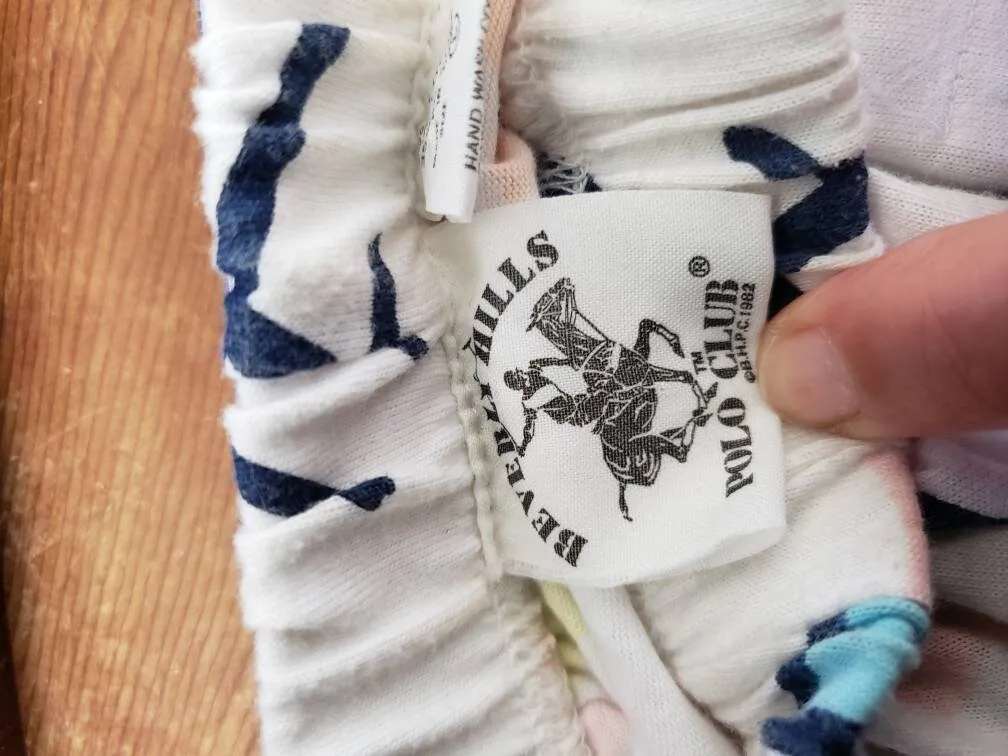 BEVERLY HILLS
POLO CLUB®
™
©B.H.P.C.1982
HAND WASH